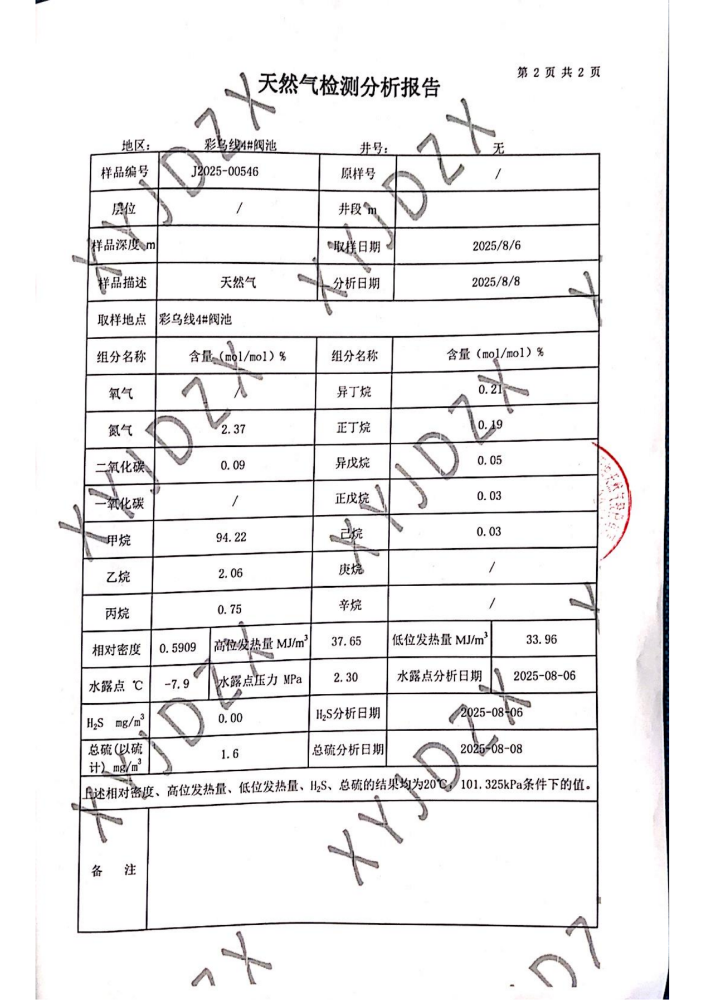 第 2 页 共 2 页
天然气检测分析报告
地区： 彩乌线4#阀池 井号： 无
样品编号 J2025-00546 原样号 /
层位 / 井段 m
样品深度 m 取样日期 2025/8/6
样品描述 天然气 分析日期 2025/8/8
取样地点 彩乌线4#阀池
组分名称 含量（mol/mol）% 组分名称 含量（mol/mol）%
氧气 / 异丁烷 0.21
氮气 2.37 正丁烷 0.19
二氧化碳 0.09 异戊烷 0.05
一氧化碳 / 正戊烷 0.03
甲烷 94.22 己烷 0.03
乙烷 2.06 庚烷 /
丙烷 0.75 辛烷 /
相对密度 0.5909 高位发热量 MJ/m³ 37.65 低位发热量 MJ/m³ 33.96
水露点 ℃ -7.9 水露点压力 MPa 2.30 水露点分析日期 2025-08-06
H₂S mg/m³ 0.00 H₂S分析日期 2025-08-06
总硫(以硫计) mg/m³ 1.6 总硫分析日期 2025-08-08
上述相对密度、高位发热量、低位发热量、H₂S、总硫的结果均为20℃，101.325kPa条件下的值。
备 注
XYJDZX
XYJDZX
XYJDZX
XYJDZX
XYJDZX
XYJDZX